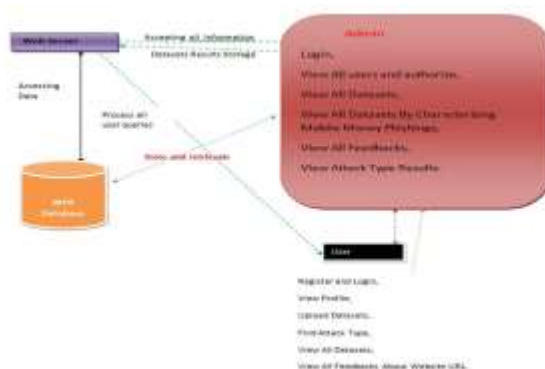 Web Server
Accepting all Information
Datasets Results Storage
Accessing
Data
Process all
user queries
Store and retrievals
WEB
Database
Admin
Login,
View All users and authorize,
View All Datasets,
View All Datasets By Characterizing
Mobile Money Phishings,
View All Feedbacks,
View Attack Type Results
User
Register and Login,
View Profile,
Upload Datasets,
Find Attack Type,
View All Datasets,
View All Feedbacks About Website URL